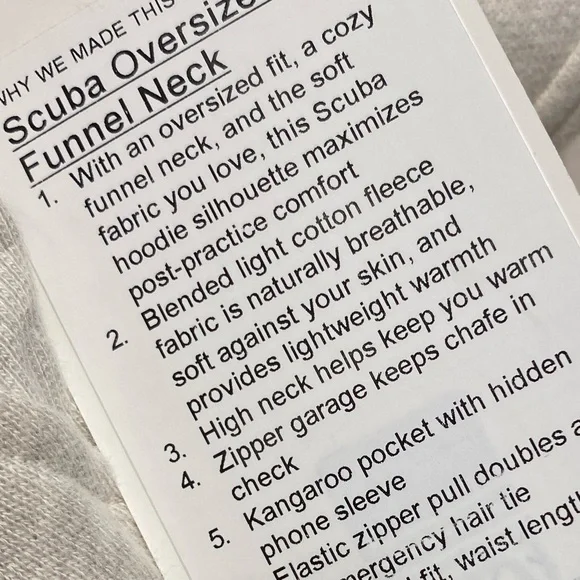 WHY WE MADE THIS
Scuba Oversize
Funnel Neck
1. With an oversized fit, a cozy
funnel neck, and the soft
fabric you love, this Scuba
hoodie silhouette maximizes
post-practice comfort
2. Blended light cotton fleece
fabric is naturally breathable,
soft against your skin, and
provides lightweight warmth
3. High neck helps keep you warm
4. Zipper garage keeps chafe in
check
5. Kangaroo pocket with hidden
phone sleeve
Elastic zipper pull doubles a
mergency hair tie
fit, waist length